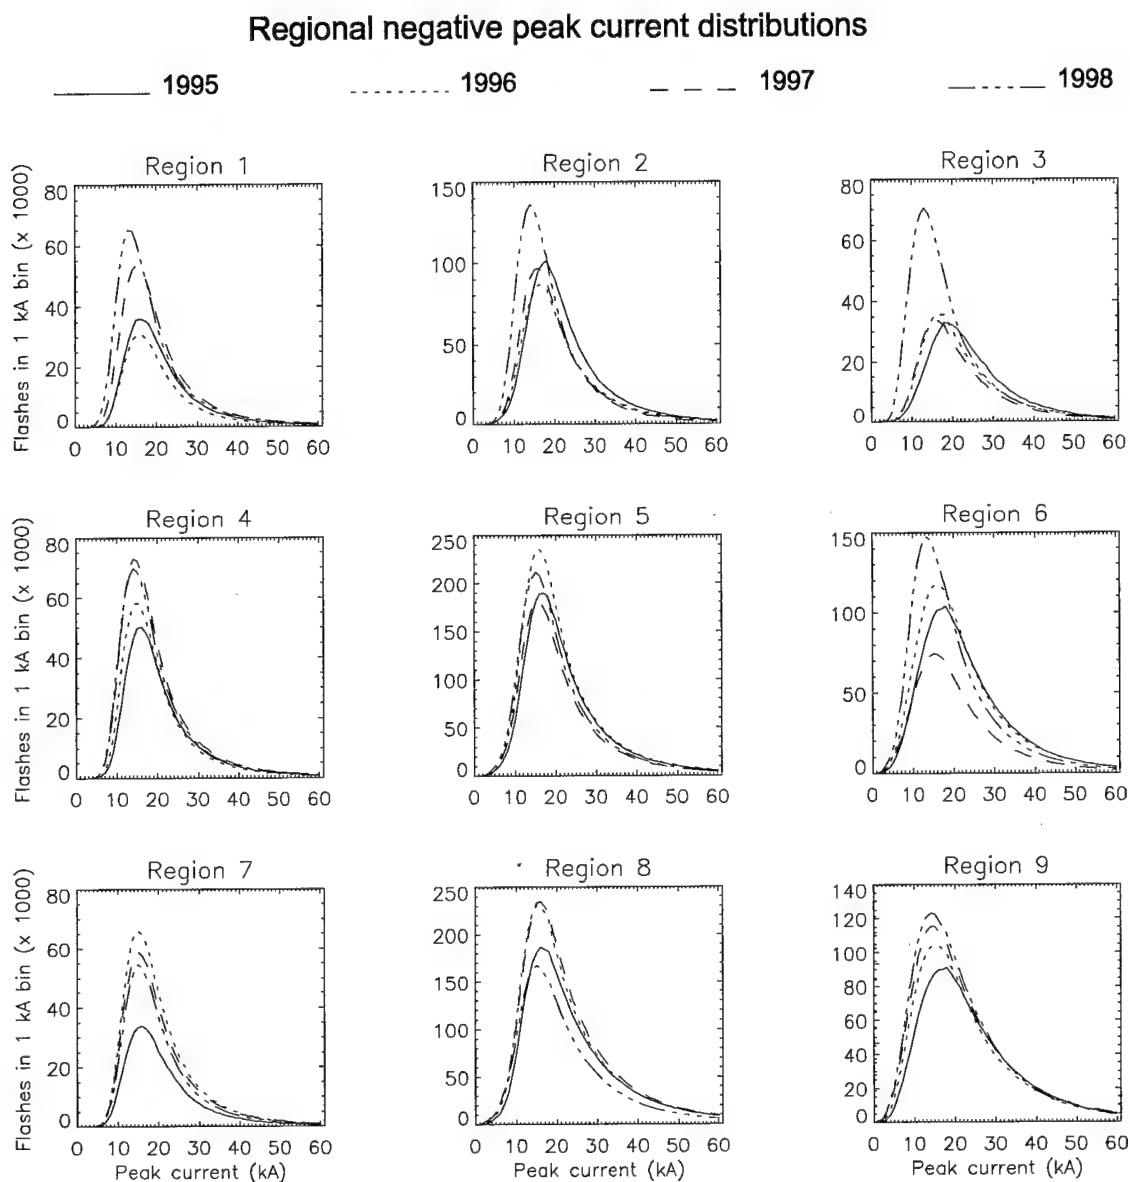 Regional negative peak current distributions
1995 1996 1997 1998
Region 1 Region 2 Region 3
Flashes in 1 kA bin (x 1000)
80 60 40 20 0
150 100 50 0
80 60 40 20 0
0 10 20 30 40 50 60 0 10 20 30 40 50 60 0 10 20 30 40 50 60
Region 4 Region 5 Region 6
Flashes in 1 kA bin (x 1000)
80 60 40 20 0
250 200 150 100 50 0
150 100 50 0
0 10 20 30 40 50 60 0 10 20 30 40 50 60 0 10 20 30 40 50 60
Region 7 Region 8 Region 9
Flashes in 1 kA bin (x 1000)
80 60 40 20 0
250 200 150 100 50 0
140 120 100 80 60 40 20 0
0 10 20 30 40 50 60 0 10 20 30 40 50 60 0 10 20 30 40 50 60
Peak current (kA) Peak current (kA) Peak current (kA)